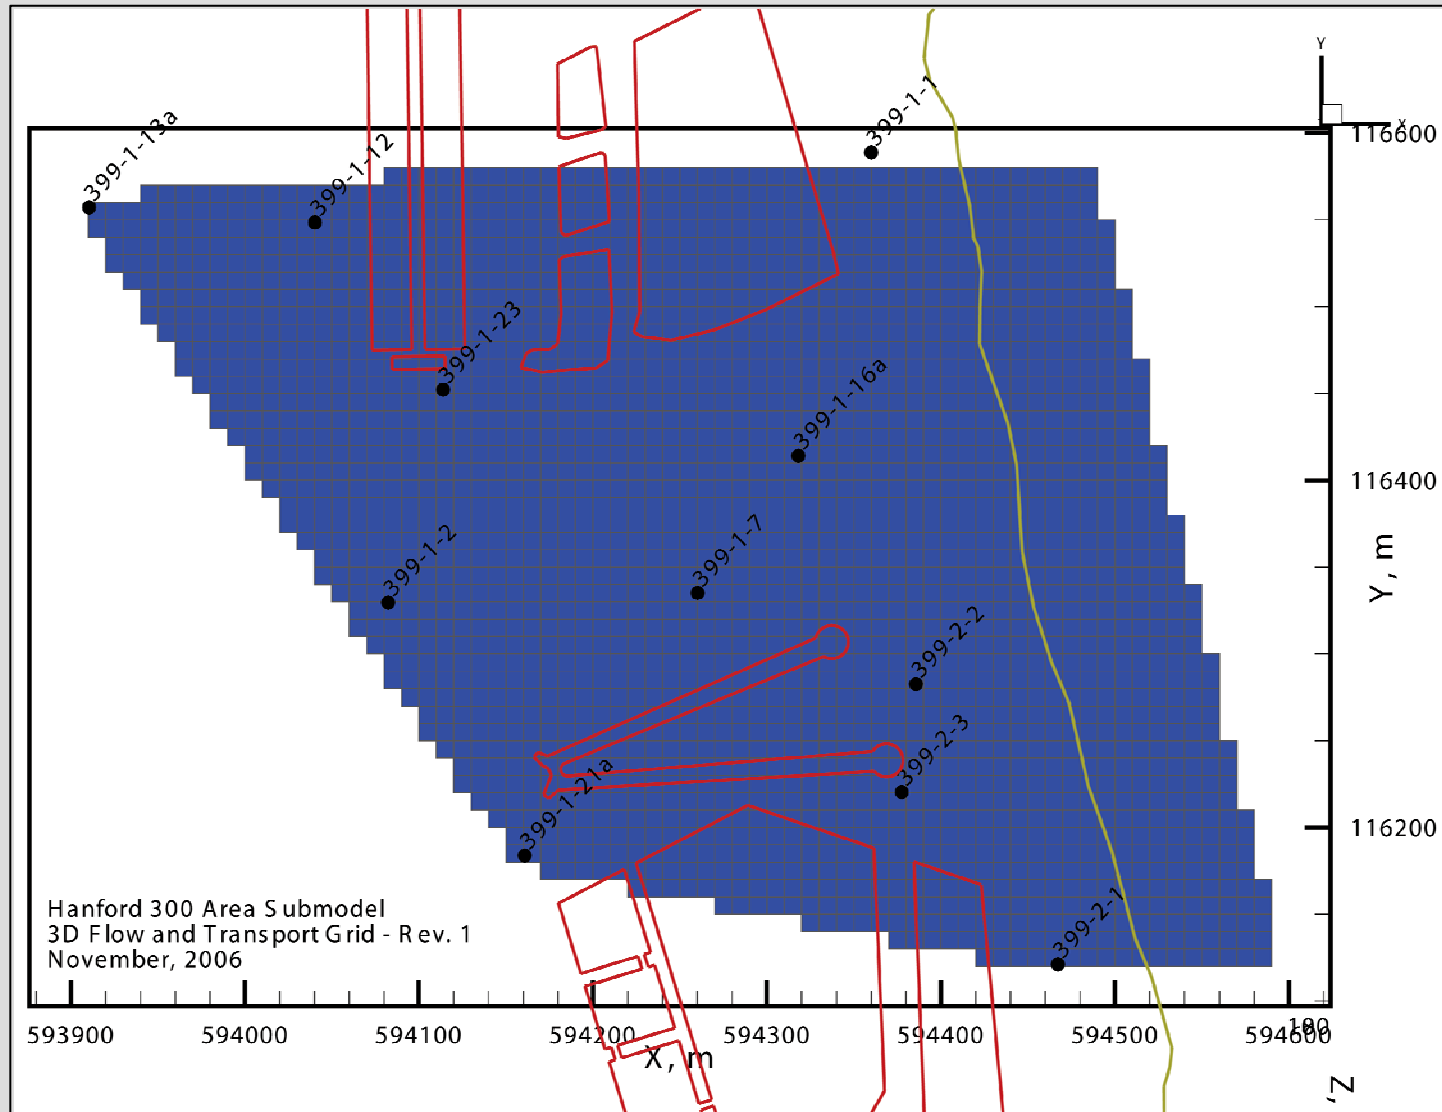 Y
x
116600
399-1-1
399-1-13a
399-1-12
399-1-23
399-1-16a
116400
399-1-2
399-1-7
Y, m
399-2-2
399-2-3
399-1-21a
116200
399-2-1
Hanford 300 Area Submodel
3D Flow and Transport Grid - Rev. 1
November, 2006
593900 594000 594100 594200 594300 594400 594500 594600
180
X, m
Z,